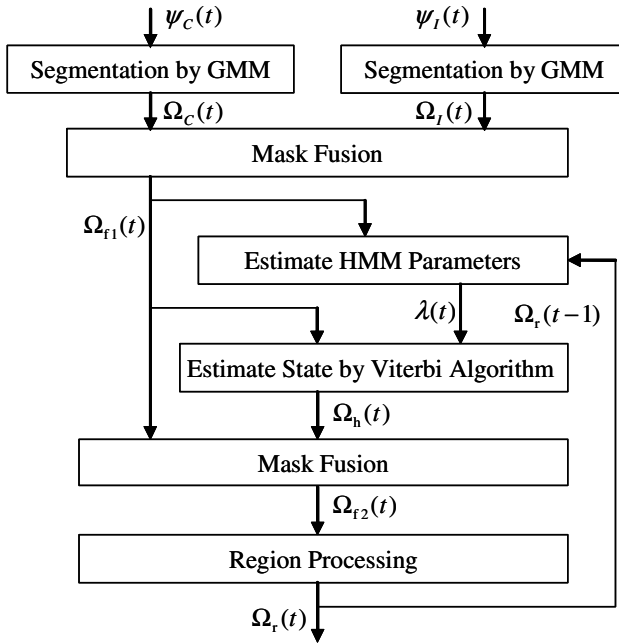 ψ_C(t) ψ_I(t)
Segmentation by GMM Segmentation by GMM
Ω_C(t) Ω_I(t)
Mask Fusion
Ω_f1(t)
Estimate HMM Parameters
λ(t) Ω_r(t−1)
Estimate State by Viterbi Algorithm
Ω_h(t)
Mask Fusion
Ω_f2(t)
Region Processing
Ω_r(t)